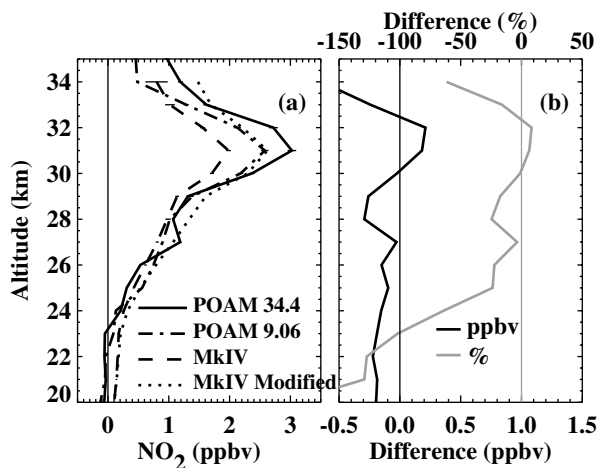 Difference (%)
-150 -100 -50 0 50
34
32
30
28
26
24
22
20
Altitude (km)
(a)
(b)
POAM 34.4
POAM 9.06
MkIV
MkIV Modified
ppbv
%
0 1 2 3
-0.5 0.0 0.5 1.0 1.5
NO2 (ppbv)
Difference (ppbv)